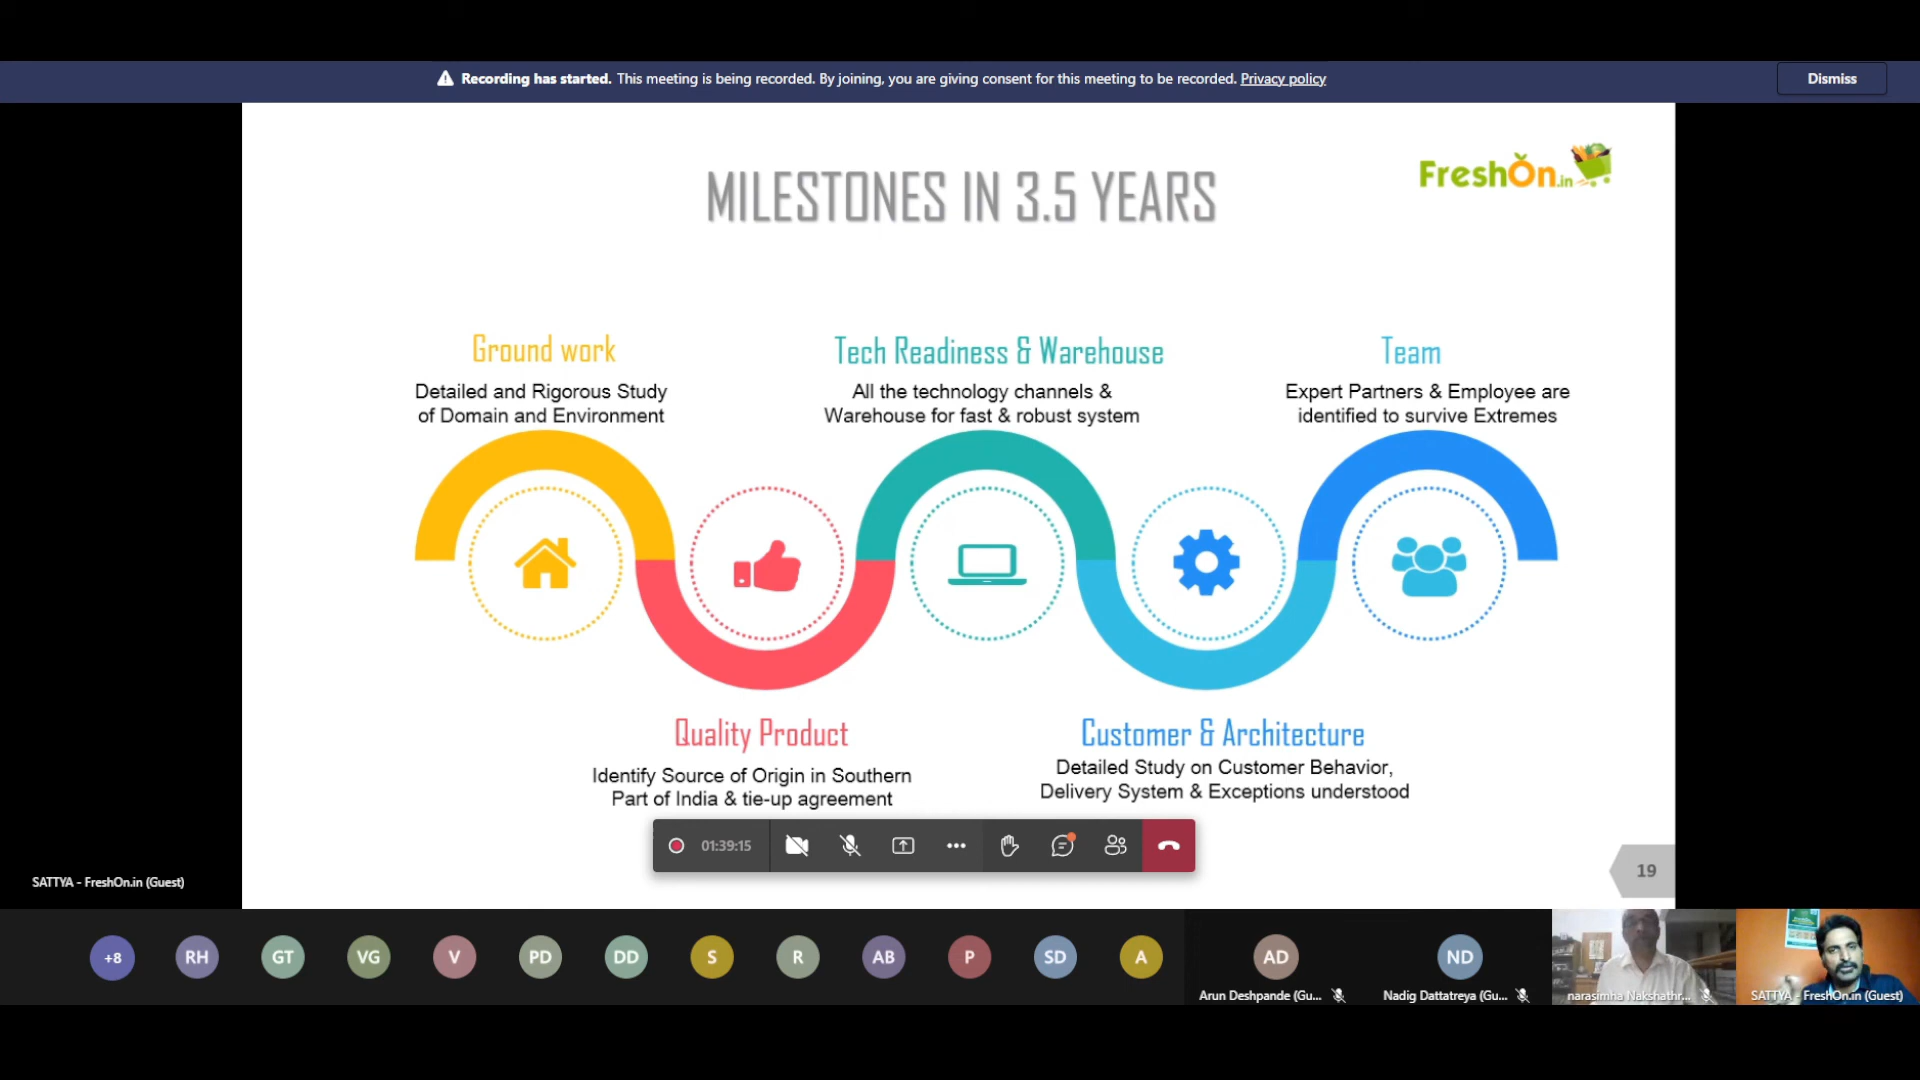 Recording has started. This meeting is being recorded. By joining, you are giving consent for this meeting to be recorded. Privacy policy
Dismiss
MILESTONES IN 3.5 YEARS
FreshOn.in
Ground work
Detailed and Rigorous Study
of Domain and Environment
Tech Readiness & Warehouse
All the technology channels &
Warehouse for fast & robust system
Team
Expert Partners & Employee are
identified to survive Extremes
Quality Product
Identify Source of Origin in Southern
Part of India & tie-up agreement
Customer & Architecture
Detailed Study on Customer Behavior,
Delivery System & Exceptions understood
01:39:15
19
SATTYA - FreshOn.in (Guest)
+8
RH
GT
VG
V
PD
DD
S
R
AB
P
SD
A
AD
Arun Deshpande (Gu...
ND
Nadig Dattatreya (Gu...
narasimha Nakshathr...
SATTYA - FreshOn.in (Guest)